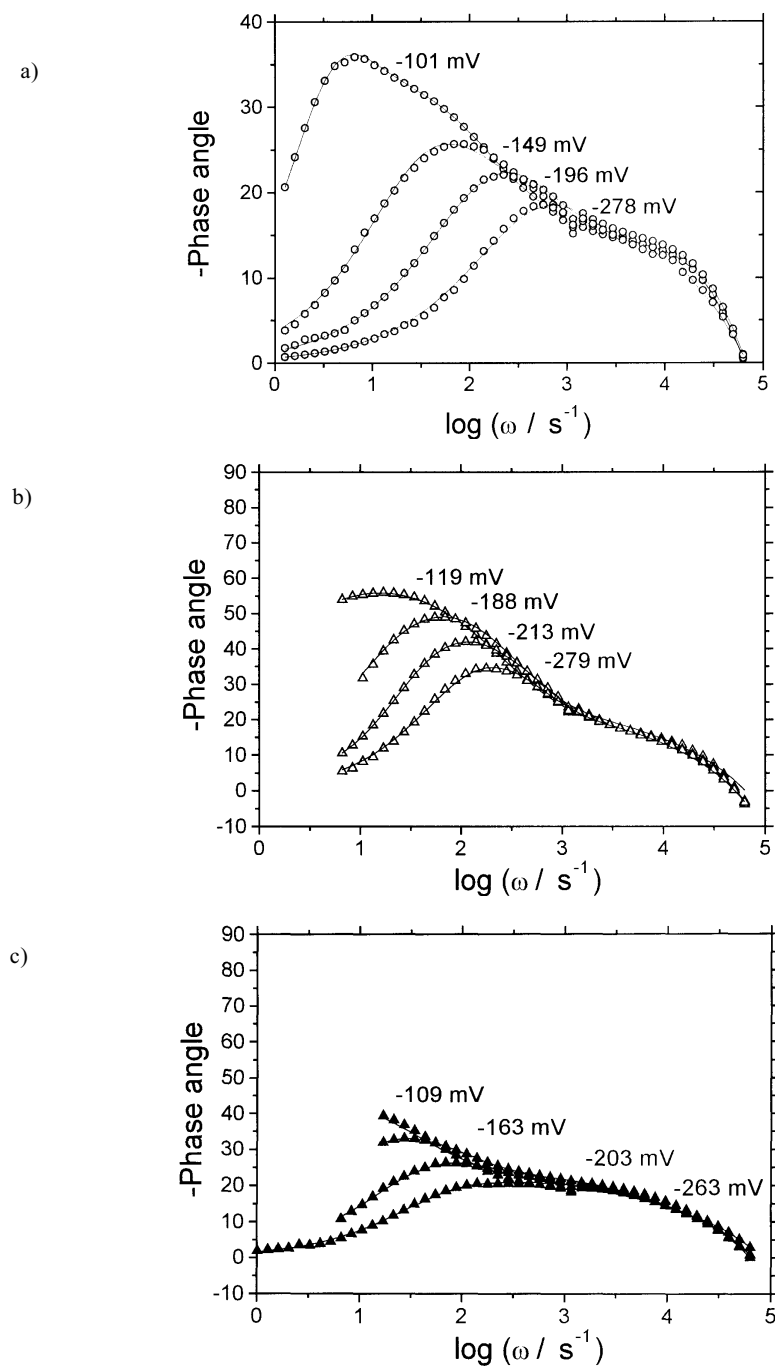 a)
-Phase angle
40
30
20
10
0
-101 mV
-149 mV
-196 mV
-278 mV
0 1 2 3 4 5
log (ω / s⁻¹)
b)
-Phase angle
90
80
70
60
50
40
30
20
10
0
-10
-119 mV
-188 mV
-213 mV
-279 mV
0 1 2 3 4 5
log (ω / s⁻¹)
c)
-Phase angle
90
80
70
60
50
40
30
20
10
0
-10
-109 mV
-163 mV
-203 mV
-263 mV
0 1 2 3 4 5
log (ω / s⁻¹)